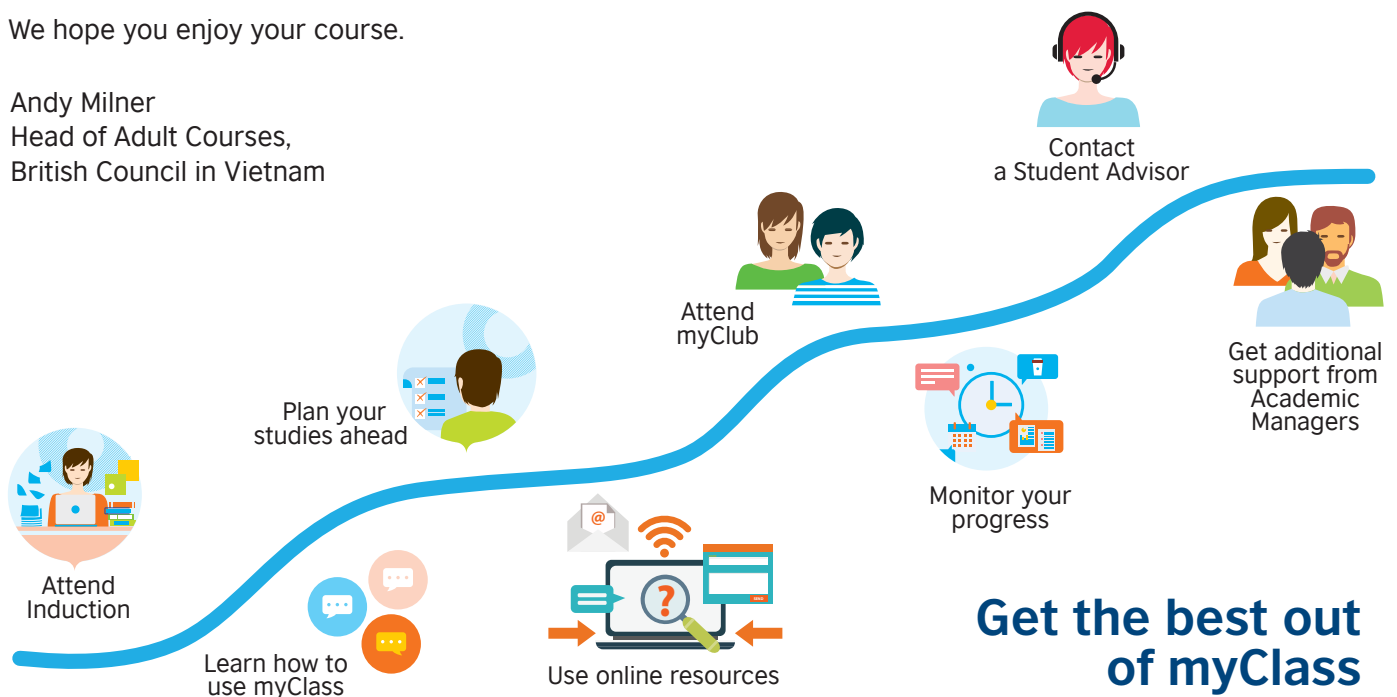 We hope you enjoy your course.
Andy Milner
Head of Adult Courses,
British Council in Vietnam
Attend
Induction
Learn how to
use myClass
Plan your
studies ahead
@
?
Use online resources
Attend
myClub
Monitor your
progress
Contact
a Student Advisor
Get additional
support from
Academic
Managers
Get the best out
of myClass